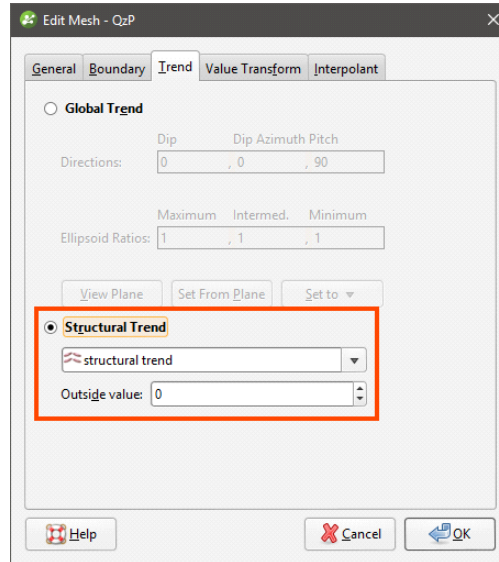 Edit Mesh - QzP
General Boundary Trend Value Transform Interpolant
Global Trend
Dip Dip Azimuth Pitch
Directions: 0 , 0 , 90
Maximum Intermed. Minimum
Ellipsoid Ratios: 1 , 1 , 1
View Plane Set From Plane Set to
Structural Trend
structural trend
Outside value: 0
Help Cancel OK